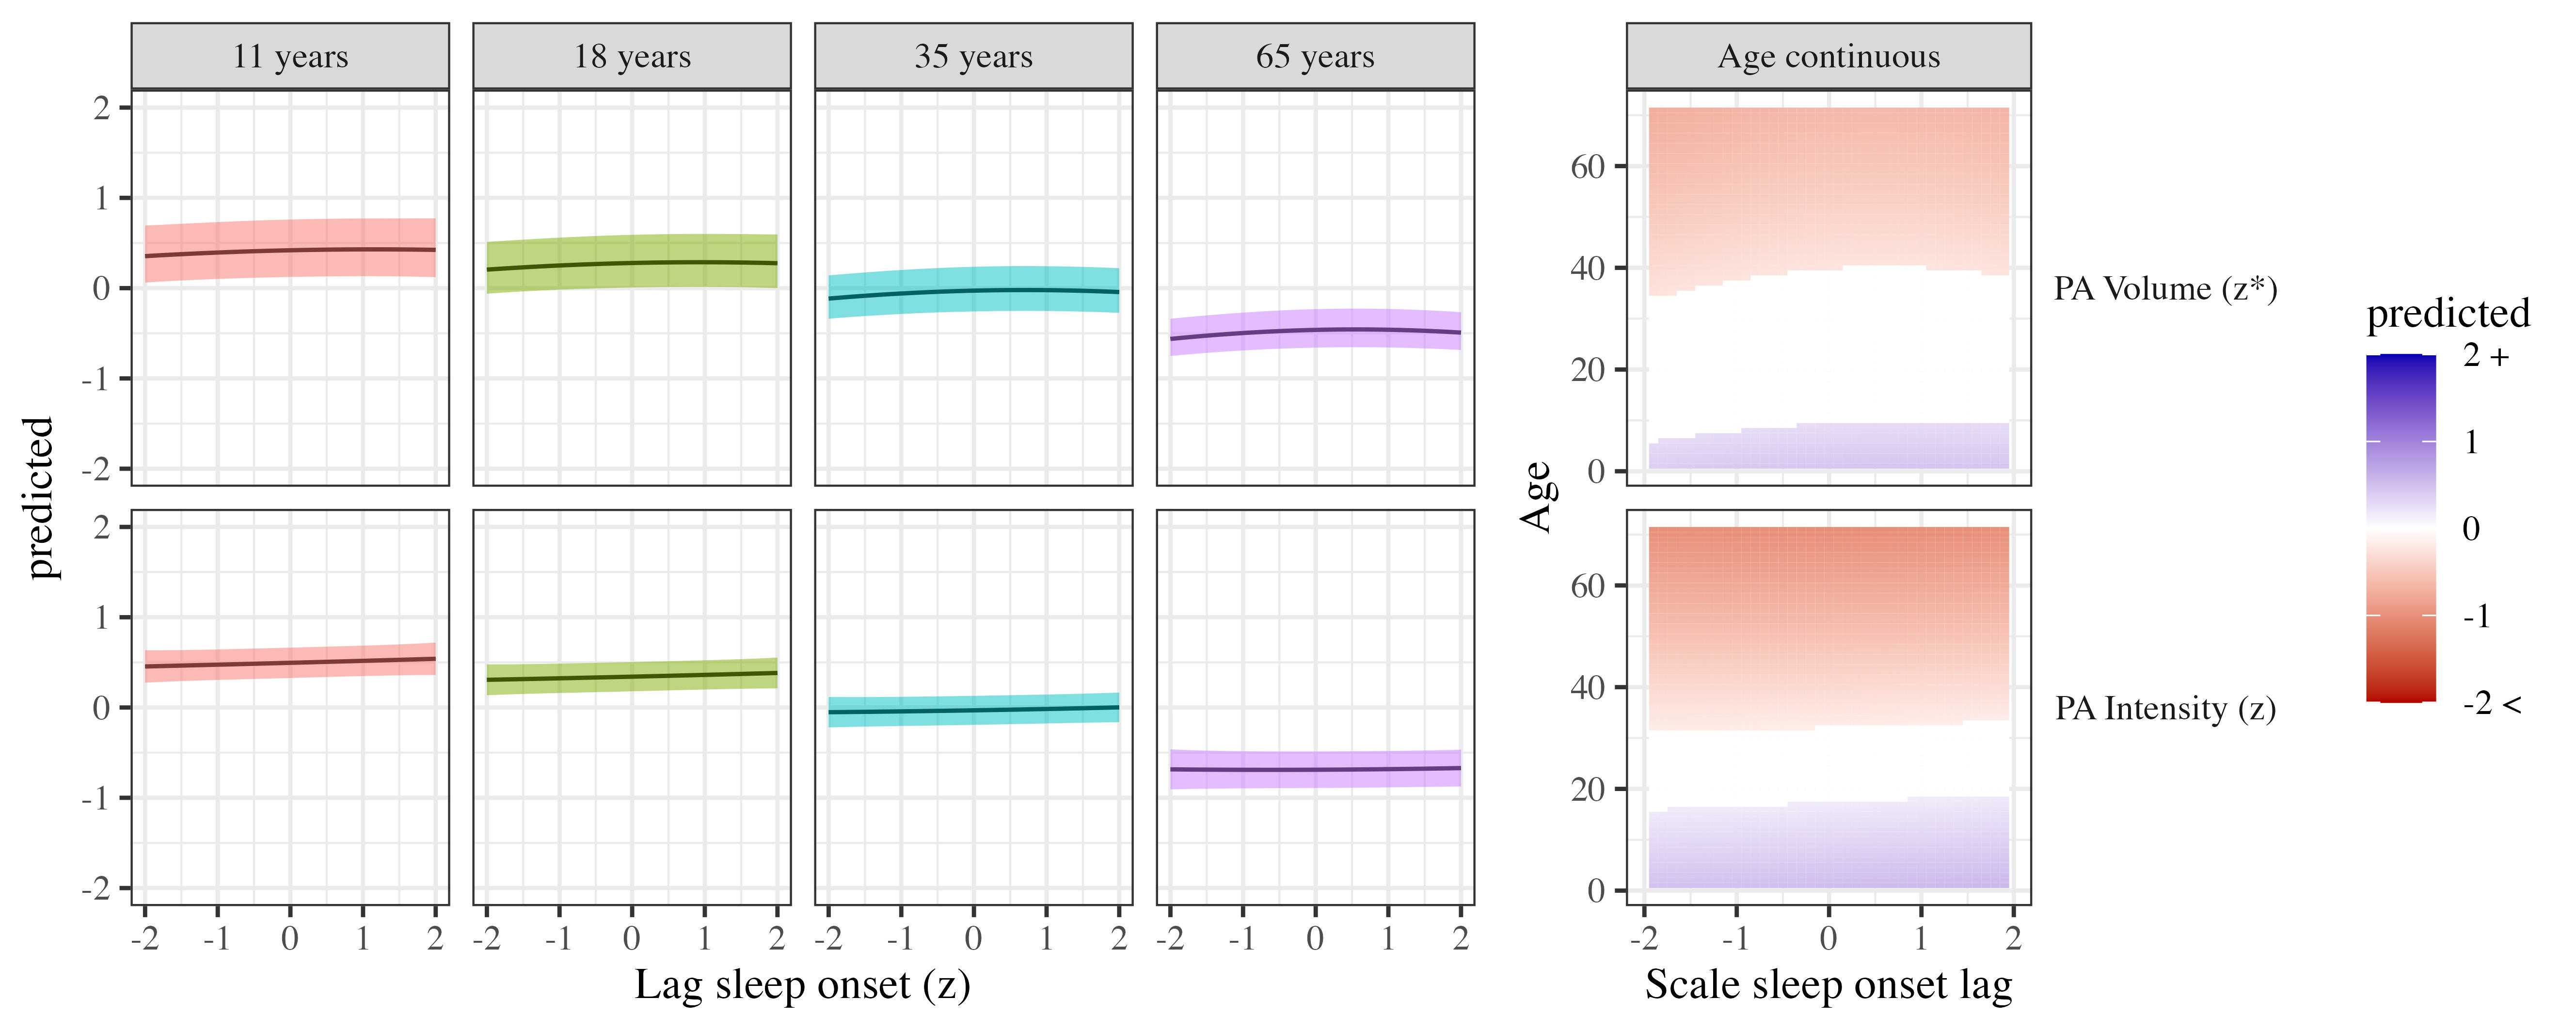 11 years
18 years
35 years
65 years
Age continuous
predicted
2
1
0
-1
-2
2
1
0
-1
-2
-2 -1 0 1 2
-2 -1 0 1 2
-2 -1 0 1 2
-2 -1 0 1 2
Lag sleep onset (z)
Age
60
40
20
0
60
40
20
0
-2 -1 0 1 2
Scale sleep onset lag
PA Volume (z*)
PA Intensity (z)
predicted
2 +
1
0
-1
-2 <